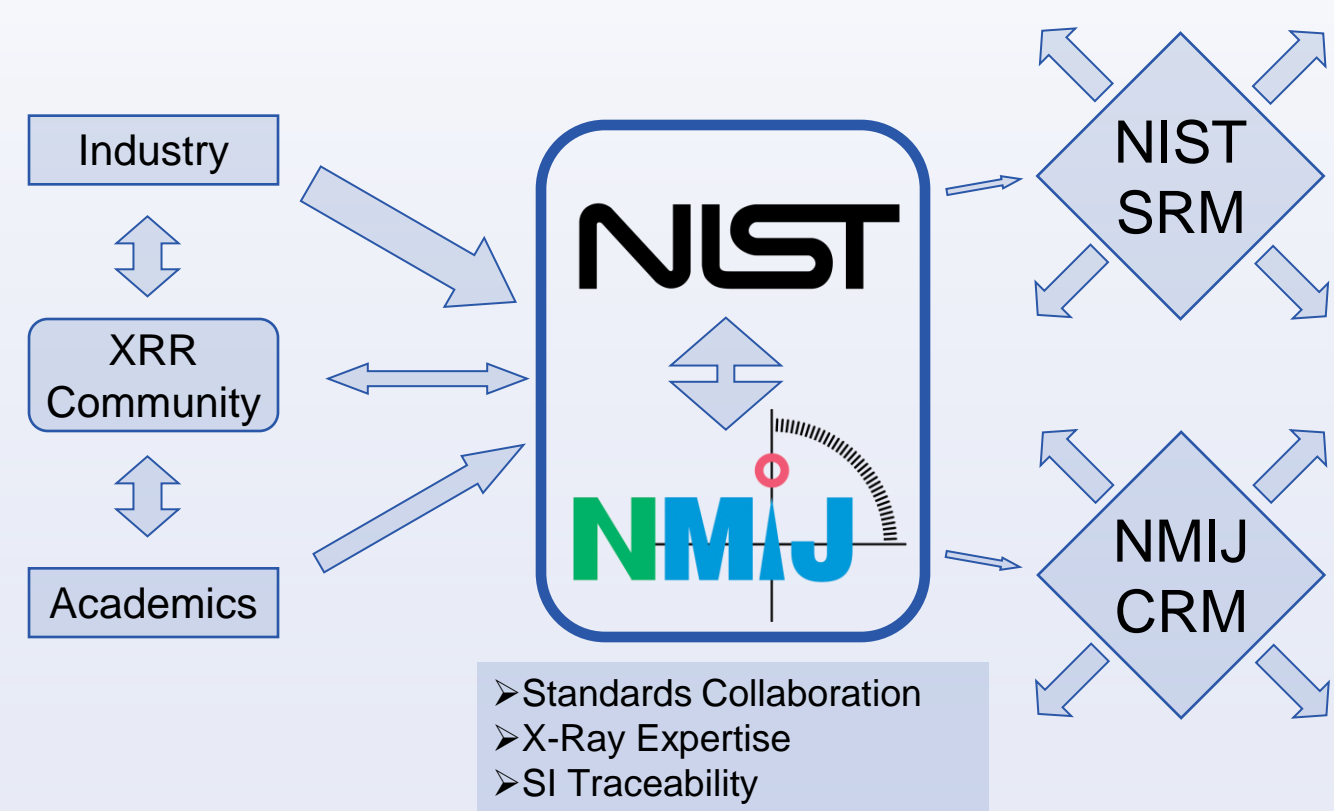 Industry
XRR
Community
Academics
NIST
NMIJ
➢Standards Collaboration
➢X-Ray Expertise
➢SI Traceability
NIST
SRM
NMIJ
CRM